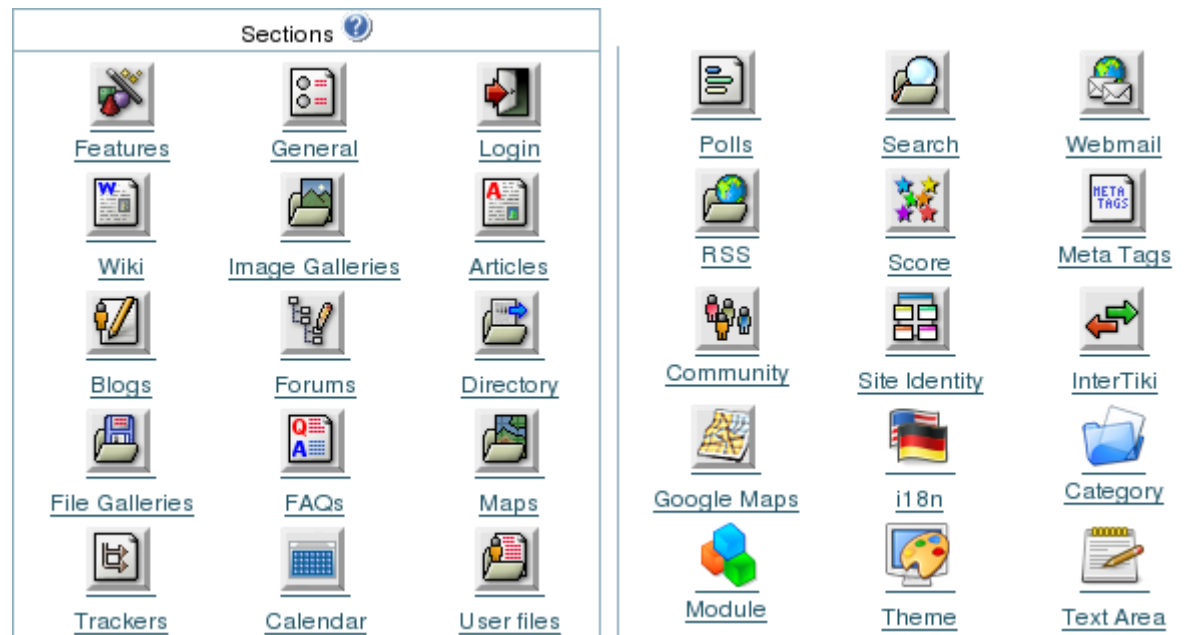 Sections ?
Features General Login
W A
Wiki Image Galleries Articles
Blogs Forums Directory
Q A
File Galleries FAQs Maps
Trackers Calendar User files
Polls Search Webmail
META TAGS
RSS Score Meta Tags
Community Site Identity InterTiki
Google Maps i18n Category
Module Theme Text Area